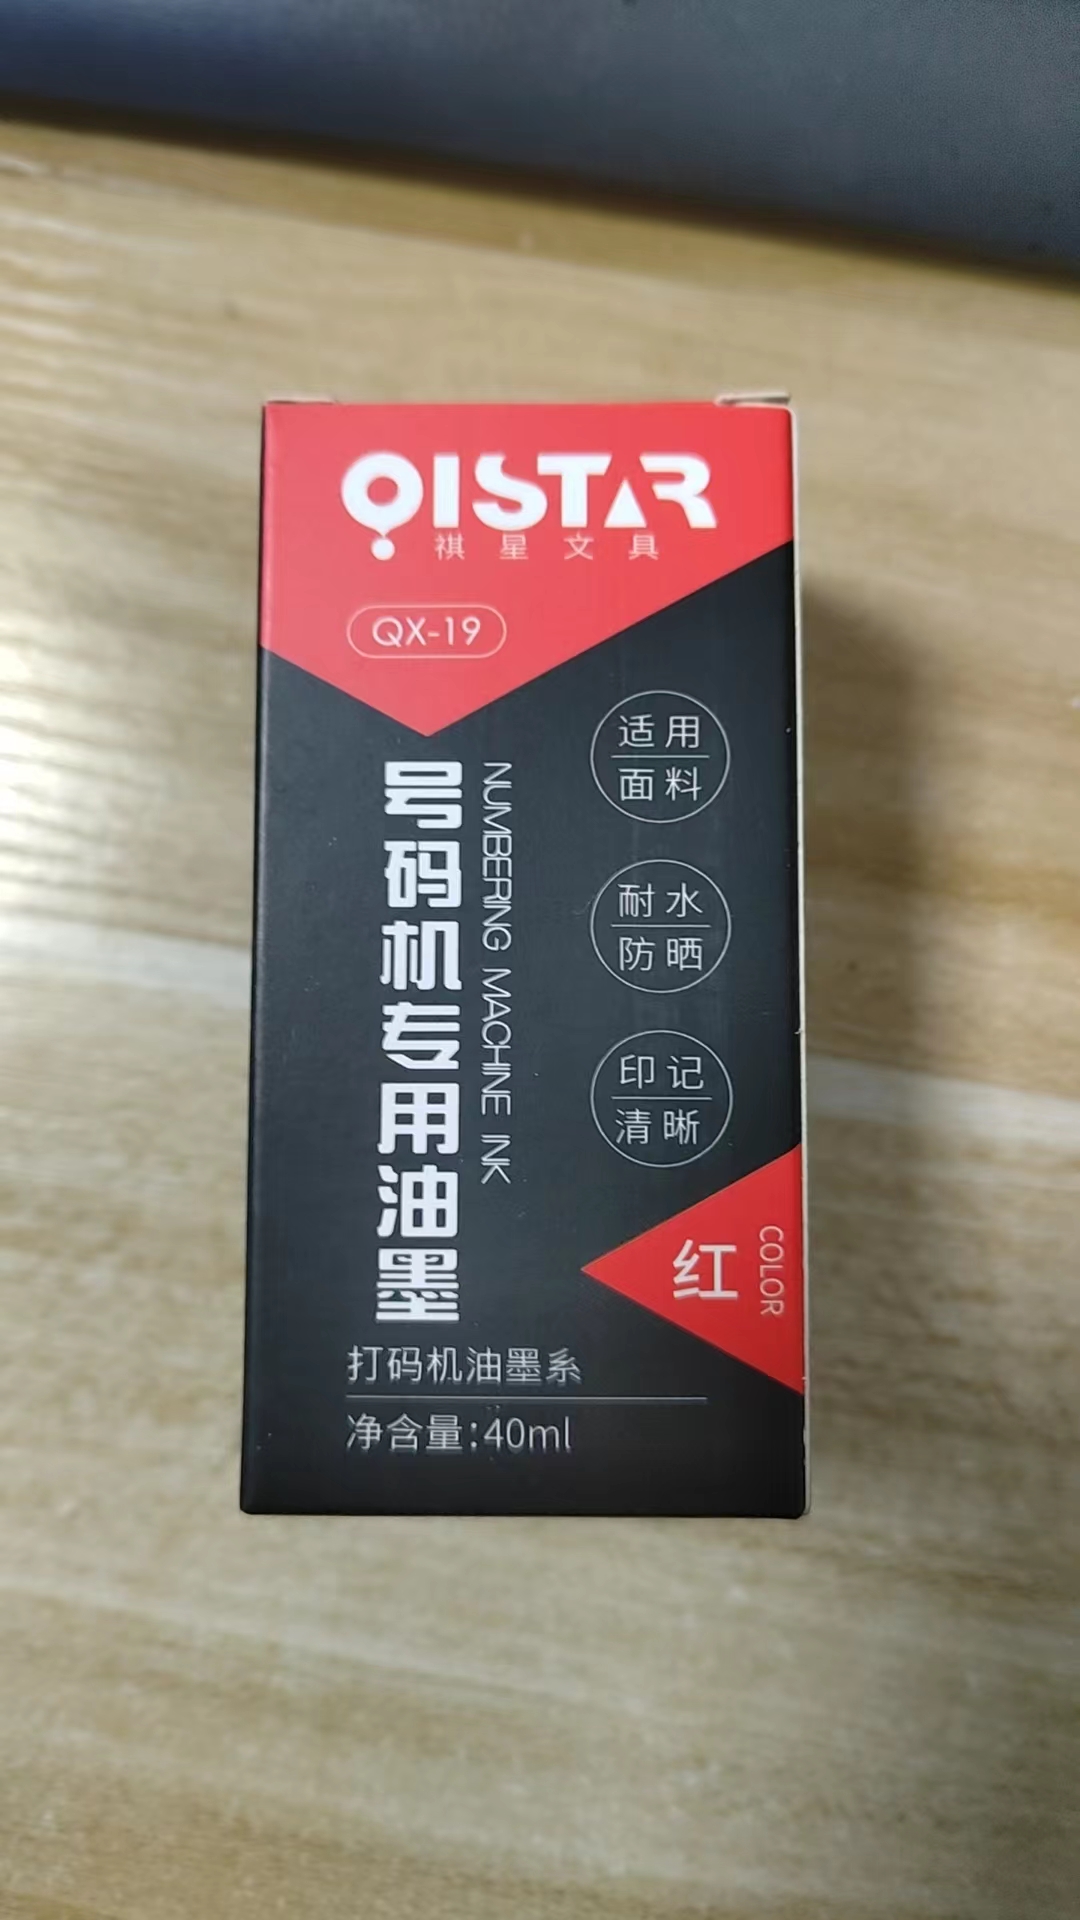 QISTAR
祺星文具
QX-19
适用
面料
号码机专用油墨
NUMBERING MACHINE INK
耐水
防晒
印记
清晰
红
COLOR
打码机油墨系
净含量:40ml